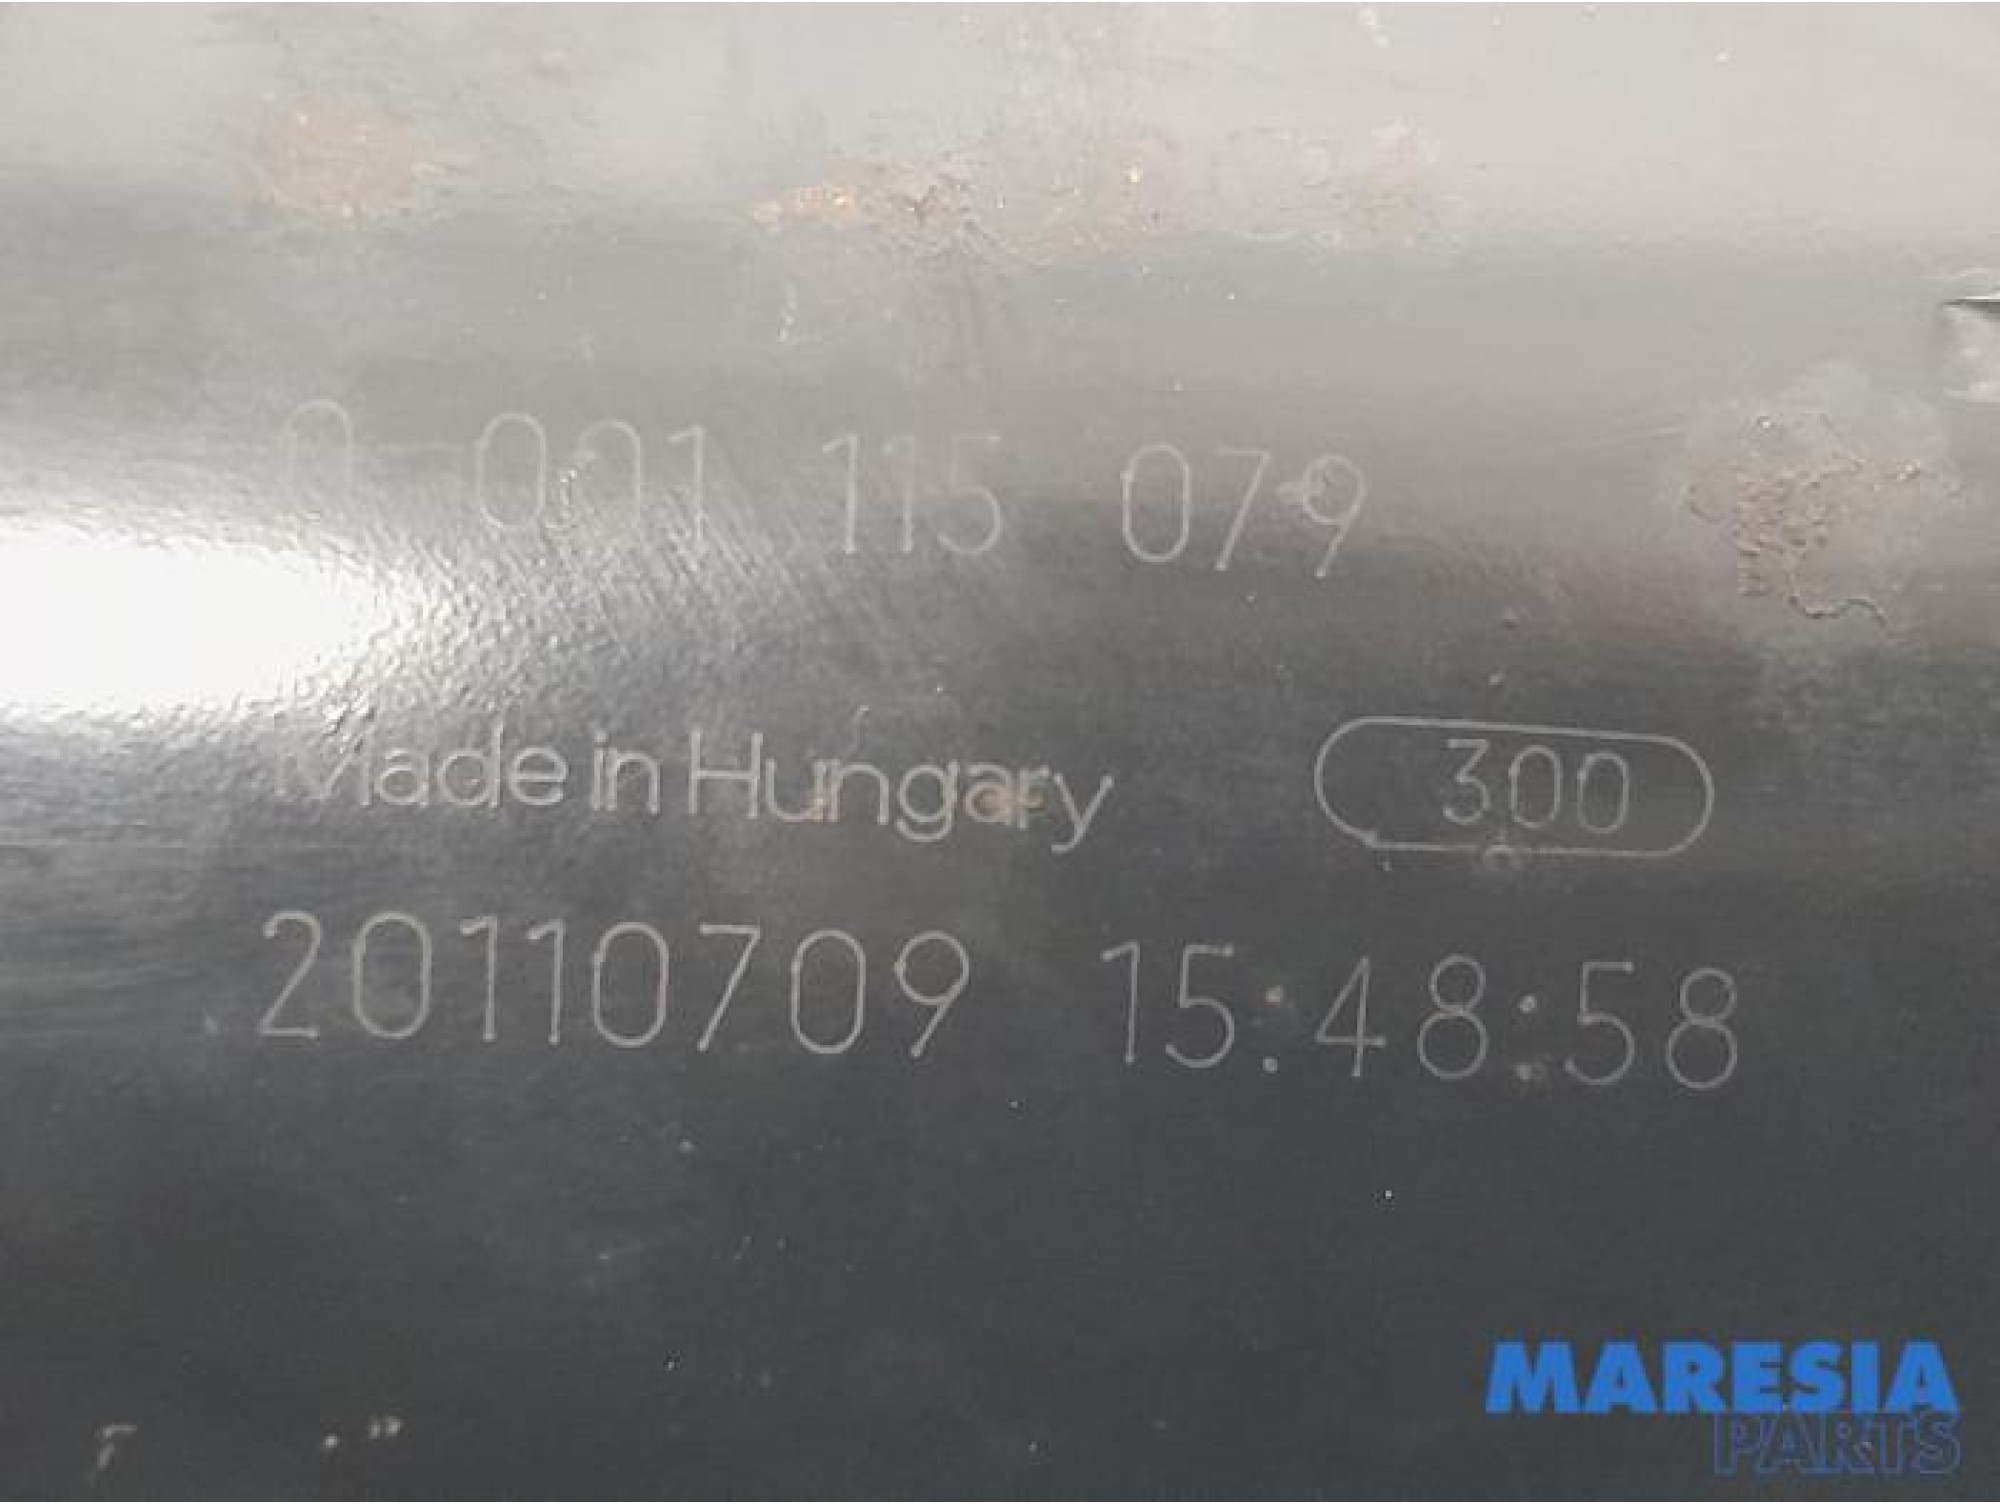 0 001 115 079
Made in Hungary 300
20110709 15:48:58
MARESIA
PARTS